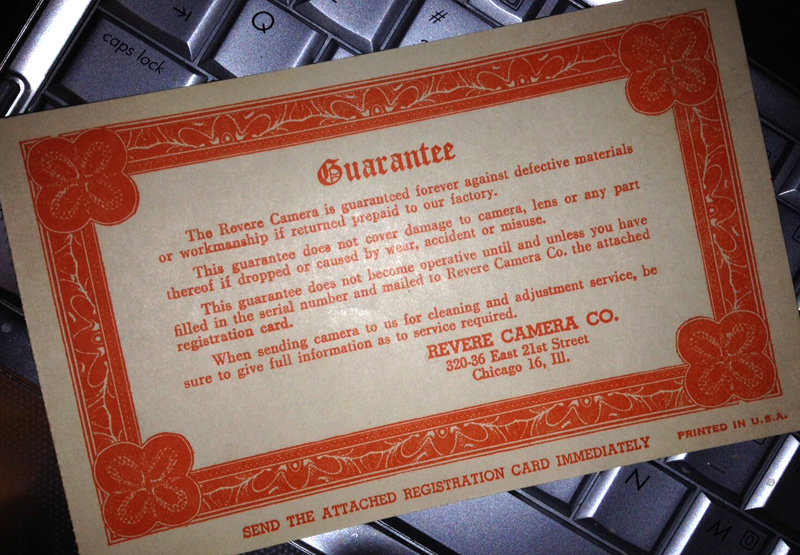 caps lock
Q
#
Guarantee
The Revere Camera is guaranteed forever against defective materials
or workmanship if returned prepaid to our factory.
This guarantee does not cover damage to camera, lens or any part
thereof if dropped or caused by wear, accident or misuse.
This guarantee does not become operative until and unless you have
filled in the serial number and mailed to Revere Camera Co. the attached
registration card.
When sending camera to us for cleaning and adjustment service, be
sure to give full information as to service required.
REVERE CAMERA CO.
320-36 East 21st Street
Chicago 16, Ill.
SEND THE ATTACHED REGISTRATION CARD IMMEDIATELY
PRINTED IN U.S.A.
N
M